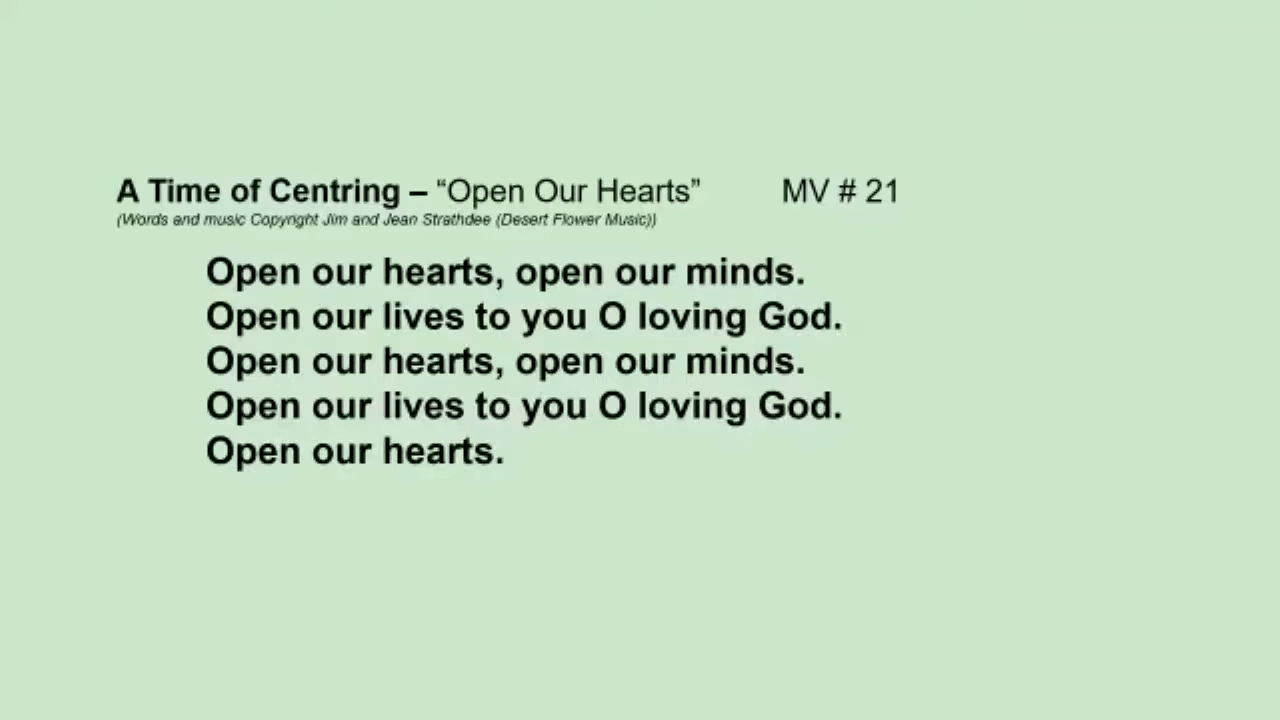 A Time of Centring – “Open Our Hearts” MV # 21
(Words and music Copyright Jim and Jean Strathdee (Desert Flower Music))
Open our hearts, open our minds.
Open our lives to you O loving God.
Open our hearts, open our minds.
Open our lives to you O loving God.
Open our hearts.